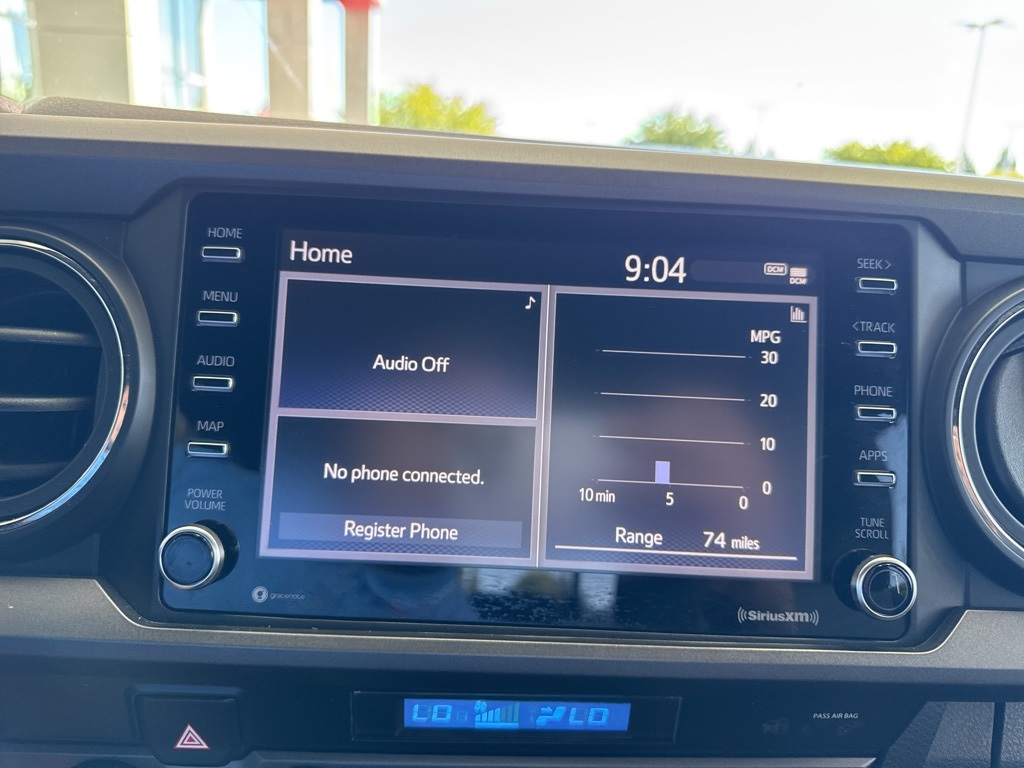 HOME
MENU
AUDIO
MAP
POWER
VOLUME
gracenote
Home
9:04
DCM
DCM
Audio Off
No phone connected.
Register Phone
MPG
30
20
10
0
10 min
5
0
Range
74 miles
SEEK >
< TRACK
PHONE
APPS
TUNE
SCROLL
((SiriusXM))
LO
LO
PASS AIR BAG